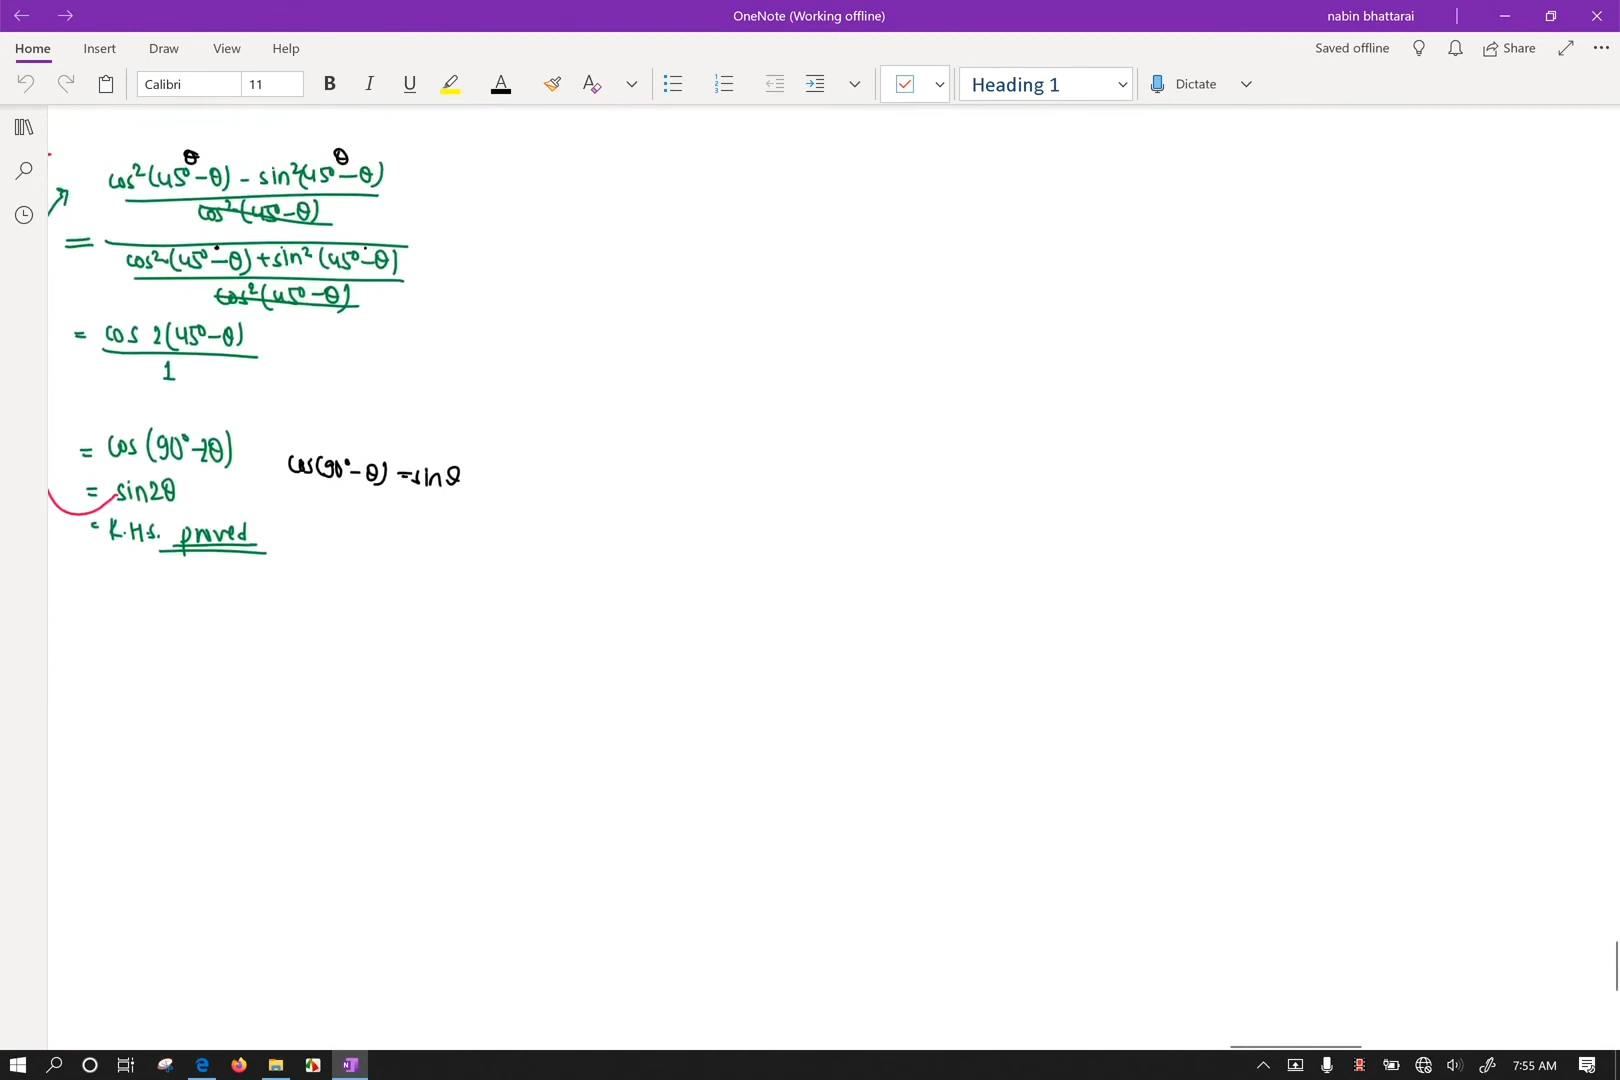 OneNote (Working offline)
nabin bhattarai
Home Insert Draw View Help
Saved offline
Share
Calibri 11 B I U A
Heading 1
Dictate
θ θ
cos²(45°-θ) - sin²(45°-θ)
cos²(45°-θ)
=
cos²(45°-θ)+sin²(45°-θ)
cos²(45°-θ)
= cos 2(45°-θ)
1
= cos (90°-2θ)
cos(90°-θ) = sinθ
= sin2θ
= R.H.S. proved
7:55 AM